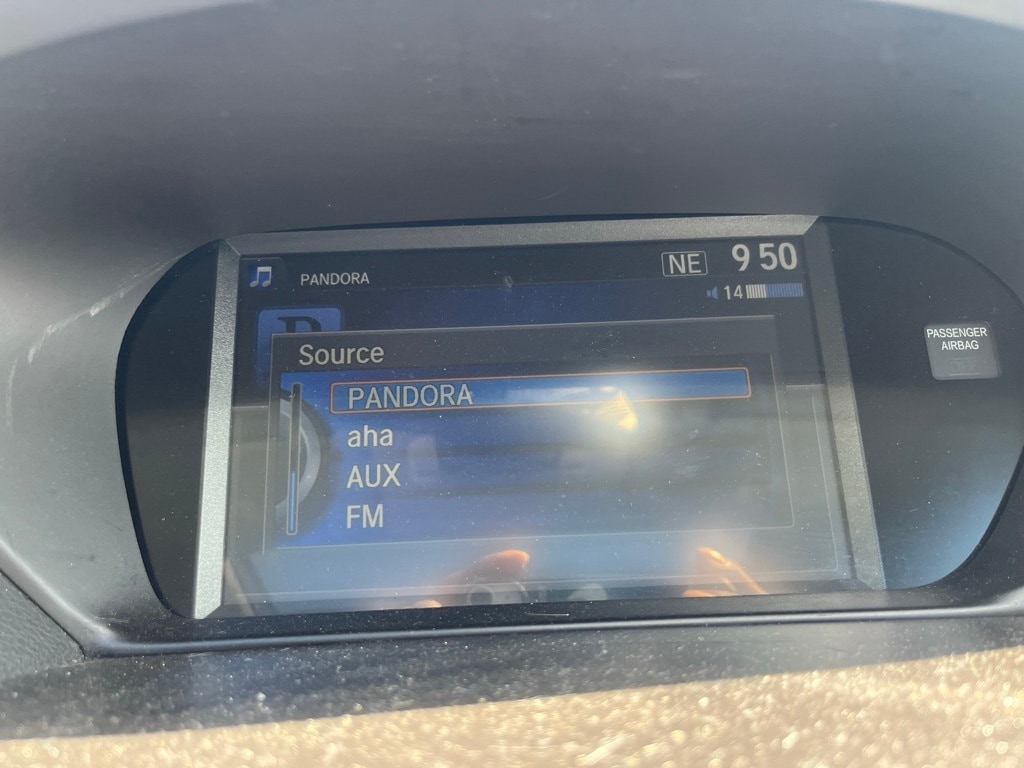 PANDORA
NE
9 50
14
Source
PANDORA
aha
AUX
FM
PASSENGER
AIRBAG